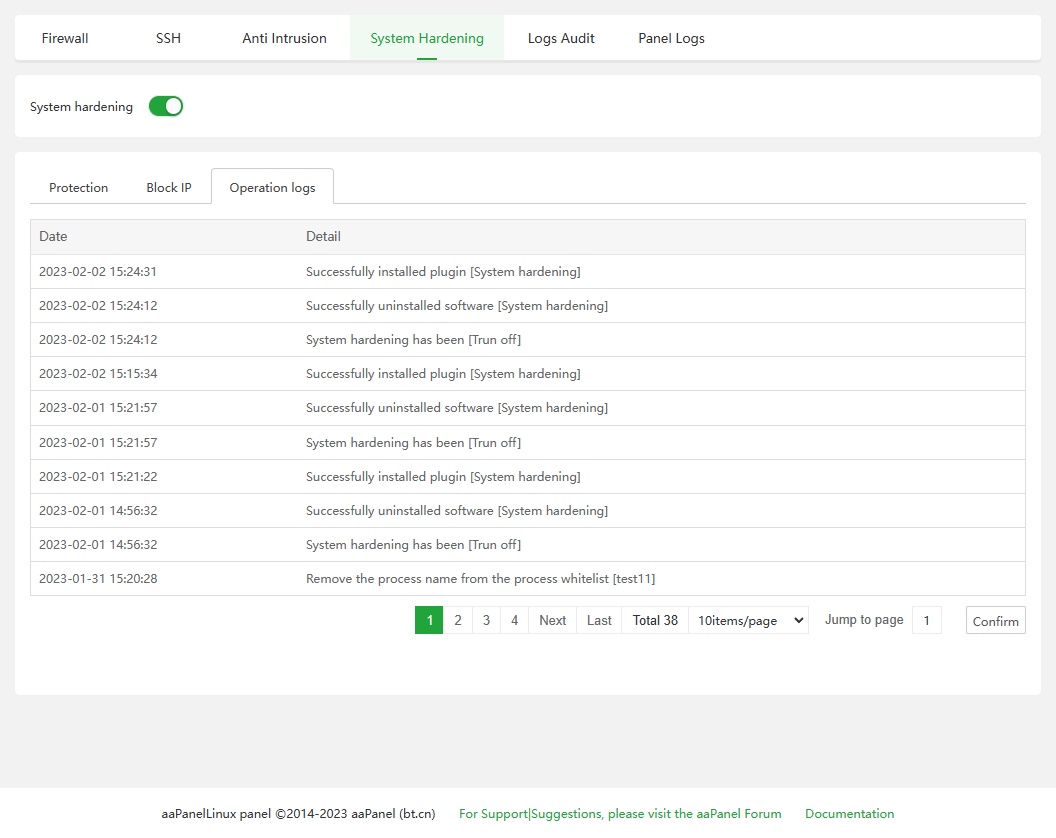 Firewall SSH Anti Intrusion System Hardening Logs Audit Panel Logs
System hardening
Protection Block IP Operation logs
Date Detail
2023-02-02 15:24:31 Successfully installed plugin [System hardening]
2023-02-02 15:24:12 Successfully uninstalled software [System hardening]
2023-02-02 15:24:12 System hardening has been [Trun off]
2023-02-02 15:15:34 Successfully installed plugin [System hardening]
2023-02-01 15:21:57 Successfully uninstalled software [System hardening]
2023-02-01 15:21:57 System hardening has been [Trun off]
2023-02-01 15:21:22 Successfully installed plugin [System hardening]
2023-02-01 14:56:32 Successfully uninstalled software [System hardening]
2023-02-01 14:56:32 System hardening has been [Trun off]
2023-01-31 15:20:28 Remove the process name from the process whitelist [test11]
1 2 3 4 Next Last Total 38 10items/page Jump to page 1 Confirm
aaPanelLinux panel ©2014-2023 aaPanel (bt.cn) For Support|Suggestions, please visit the aaPanel Forum Documentation